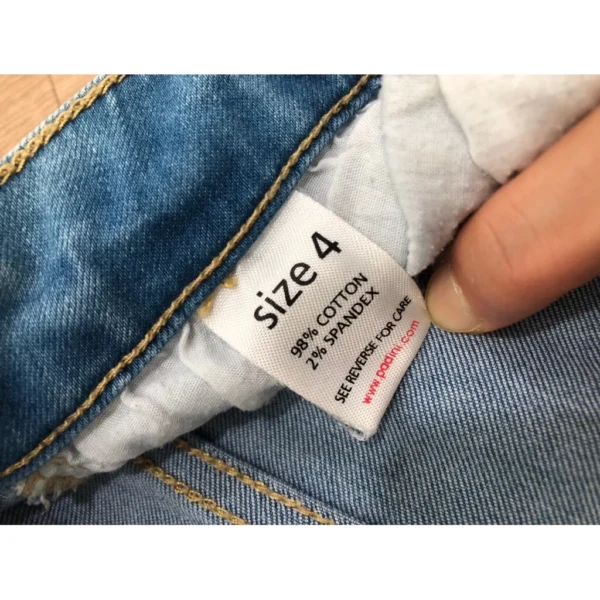 size 4
98% COTTON
2% SPANDEX
SEE REVERSE FOR CARE
www.padini.com